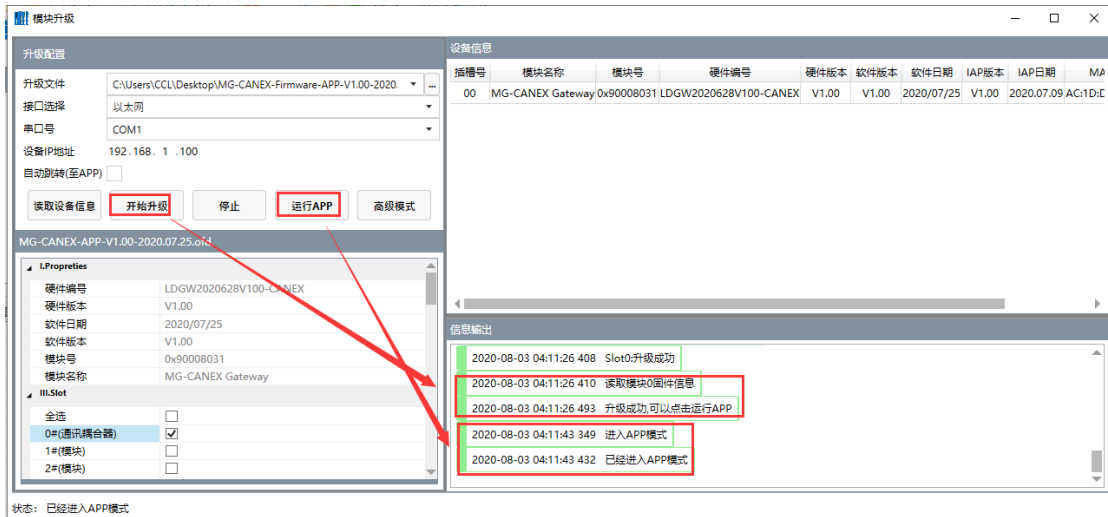 模块升级
升级配置
升级文件 C:\Users\CCL\Desktop\MG-CANEX-Firmware-APP-V1.00-2020. ...
接口选择 以太网
串口号 COM1
设备IP地址 192.168. 1 .100
自动跳转(至APP)
读取设备信息 开始升级 停止 运行APP 高级模式
MG-CANEX-APP-V1.00-2020.07.25.ofd
I.Propreties
硬件编号 LDGW2020628V100-CANEX
硬件版本 V1.00
软件日期 2020/07/25
软件版本 V1.00
模块号 0x90008031
模块名称 MG-CANEX Gateway
III.Slot
全选
0#(通讯耦合器)
1#(模块)
2#(模块)
设备信息
插槽号 模块名称 模块号 硬件编号 硬件版本 软件版本 软件日期 IAP版本 IAP日期 MA
00 MG-CANEX Gateway 0x90008031 LDGW2020628V100-CANEX V1.00 V1.00 2020/07/25 V1.00 2020.07.09 AC:1D:D
信息输出
2020-08-03 04:11:26 408 Slot0:升级成功
2020-08-03 04:11:26 410 读取模块0固件信息
2020-08-03 04:11:26 493 升级成功,可以点击运行APP
2020-08-03 04:11:43 349 进入APP模式
2020-08-03 04:11:43 432 已经进入APP模式
状态: 已经进入APP模式